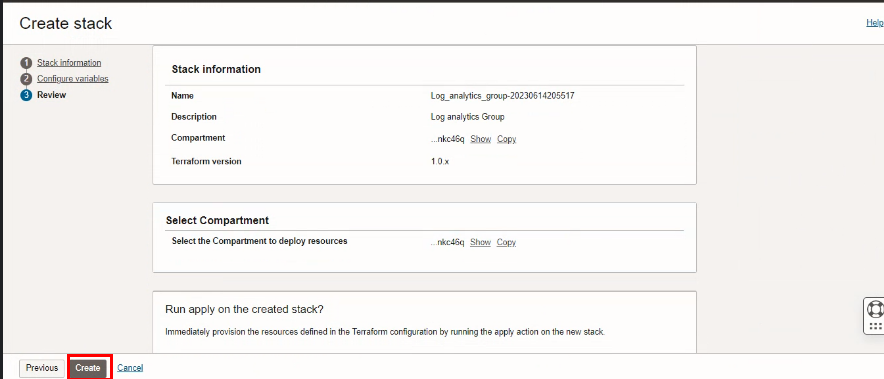 Create stack
Help
1 Stack information
2 Configure variables
3 Review
Stack information
Name Log_analytics_group-20230614205517
Description Log analytics Group
Compartment ...nkc46q Show Copy
Terraform version 1.0.x
Select Compartment
Select the Compartment to deploy resources ...nkc46q Show Copy
Run apply on the created stack?
Immediately provision the resources defined in the Terraform configuration by running the apply action on the new stack.
Previous Create Cancel